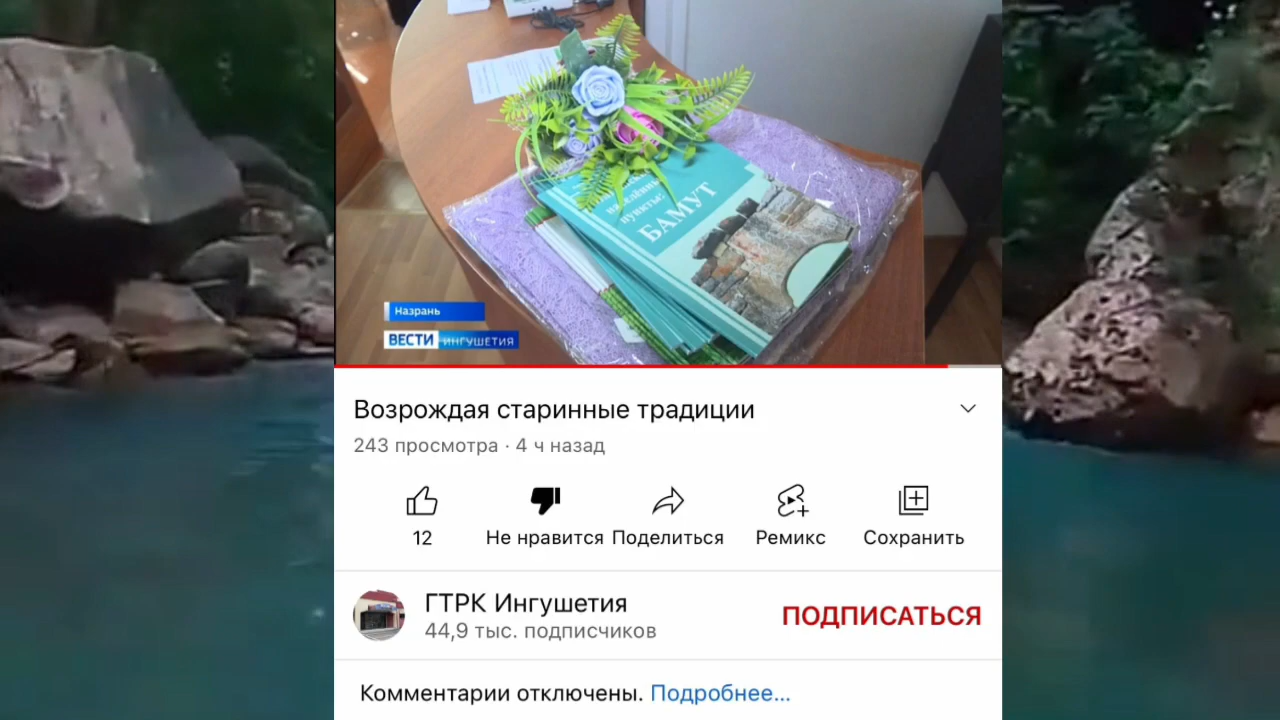 пункты:
БАМУТ
Назрань
ВЕСТИ ИНГУШЕТИЯ
Возрождая старинные традиции
243 просмотра · 4 ч назад
12
Не нравится
Поделиться
Ремикс
Сохранить
ГТРК Ингушетия
44,9 тыс. подписчиков
ПОДПИСАТЬСЯ
Комментарии отключены. Подробнее...